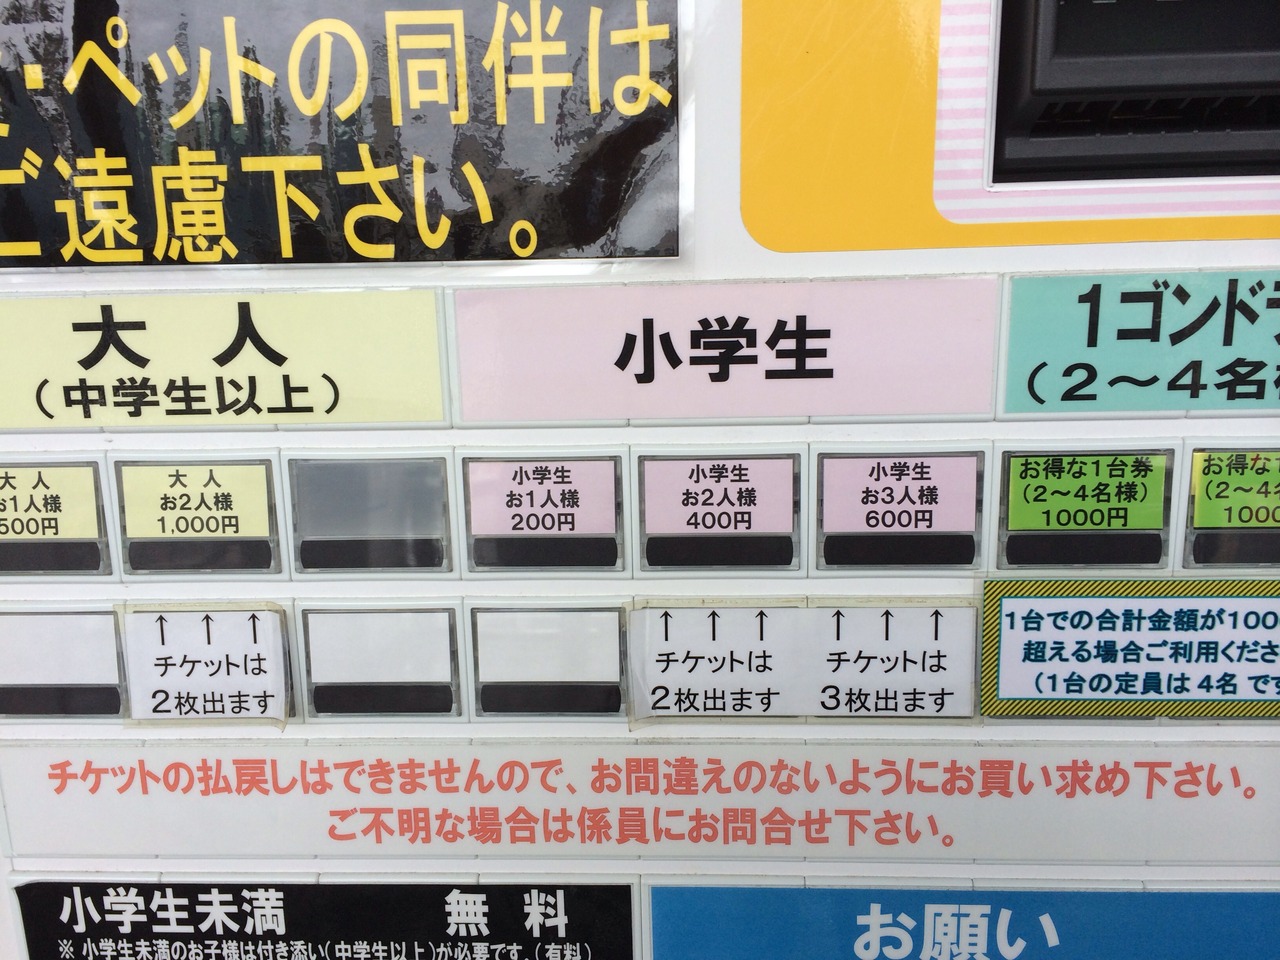 ・ペットの同伴は
ご遠慮下さい。
大　人
（中学生以上）
小学生
1ゴンドラ
（2～4名様
大　人
お1人様
500円
大　人
お2人様
1,000円
小学生
お1人様
200円
小学生
お2人様
400円
小学生
お3人様
600円
お得な1台券
（2～4名様）
1000円
お得な1
（2～4名
1000
↑ ↑ ↑
チケットは
2枚出ます
↑ ↑ ↑
チケットは
2枚出ます
↑ ↑ ↑
チケットは
3枚出ます
1台での合計金額が100
超える場合ご利用くださ
（1台の定員は 4名 です
チケットの払戻しはできませんので、お間違えのないようにお買い求め下さい。
ご不明な場合は係員にお問合せ下さい。
小学生未満　無 料
※ 小学生未満のお子様は付き添い（中学生以上）が必要です。（有料）
お願い